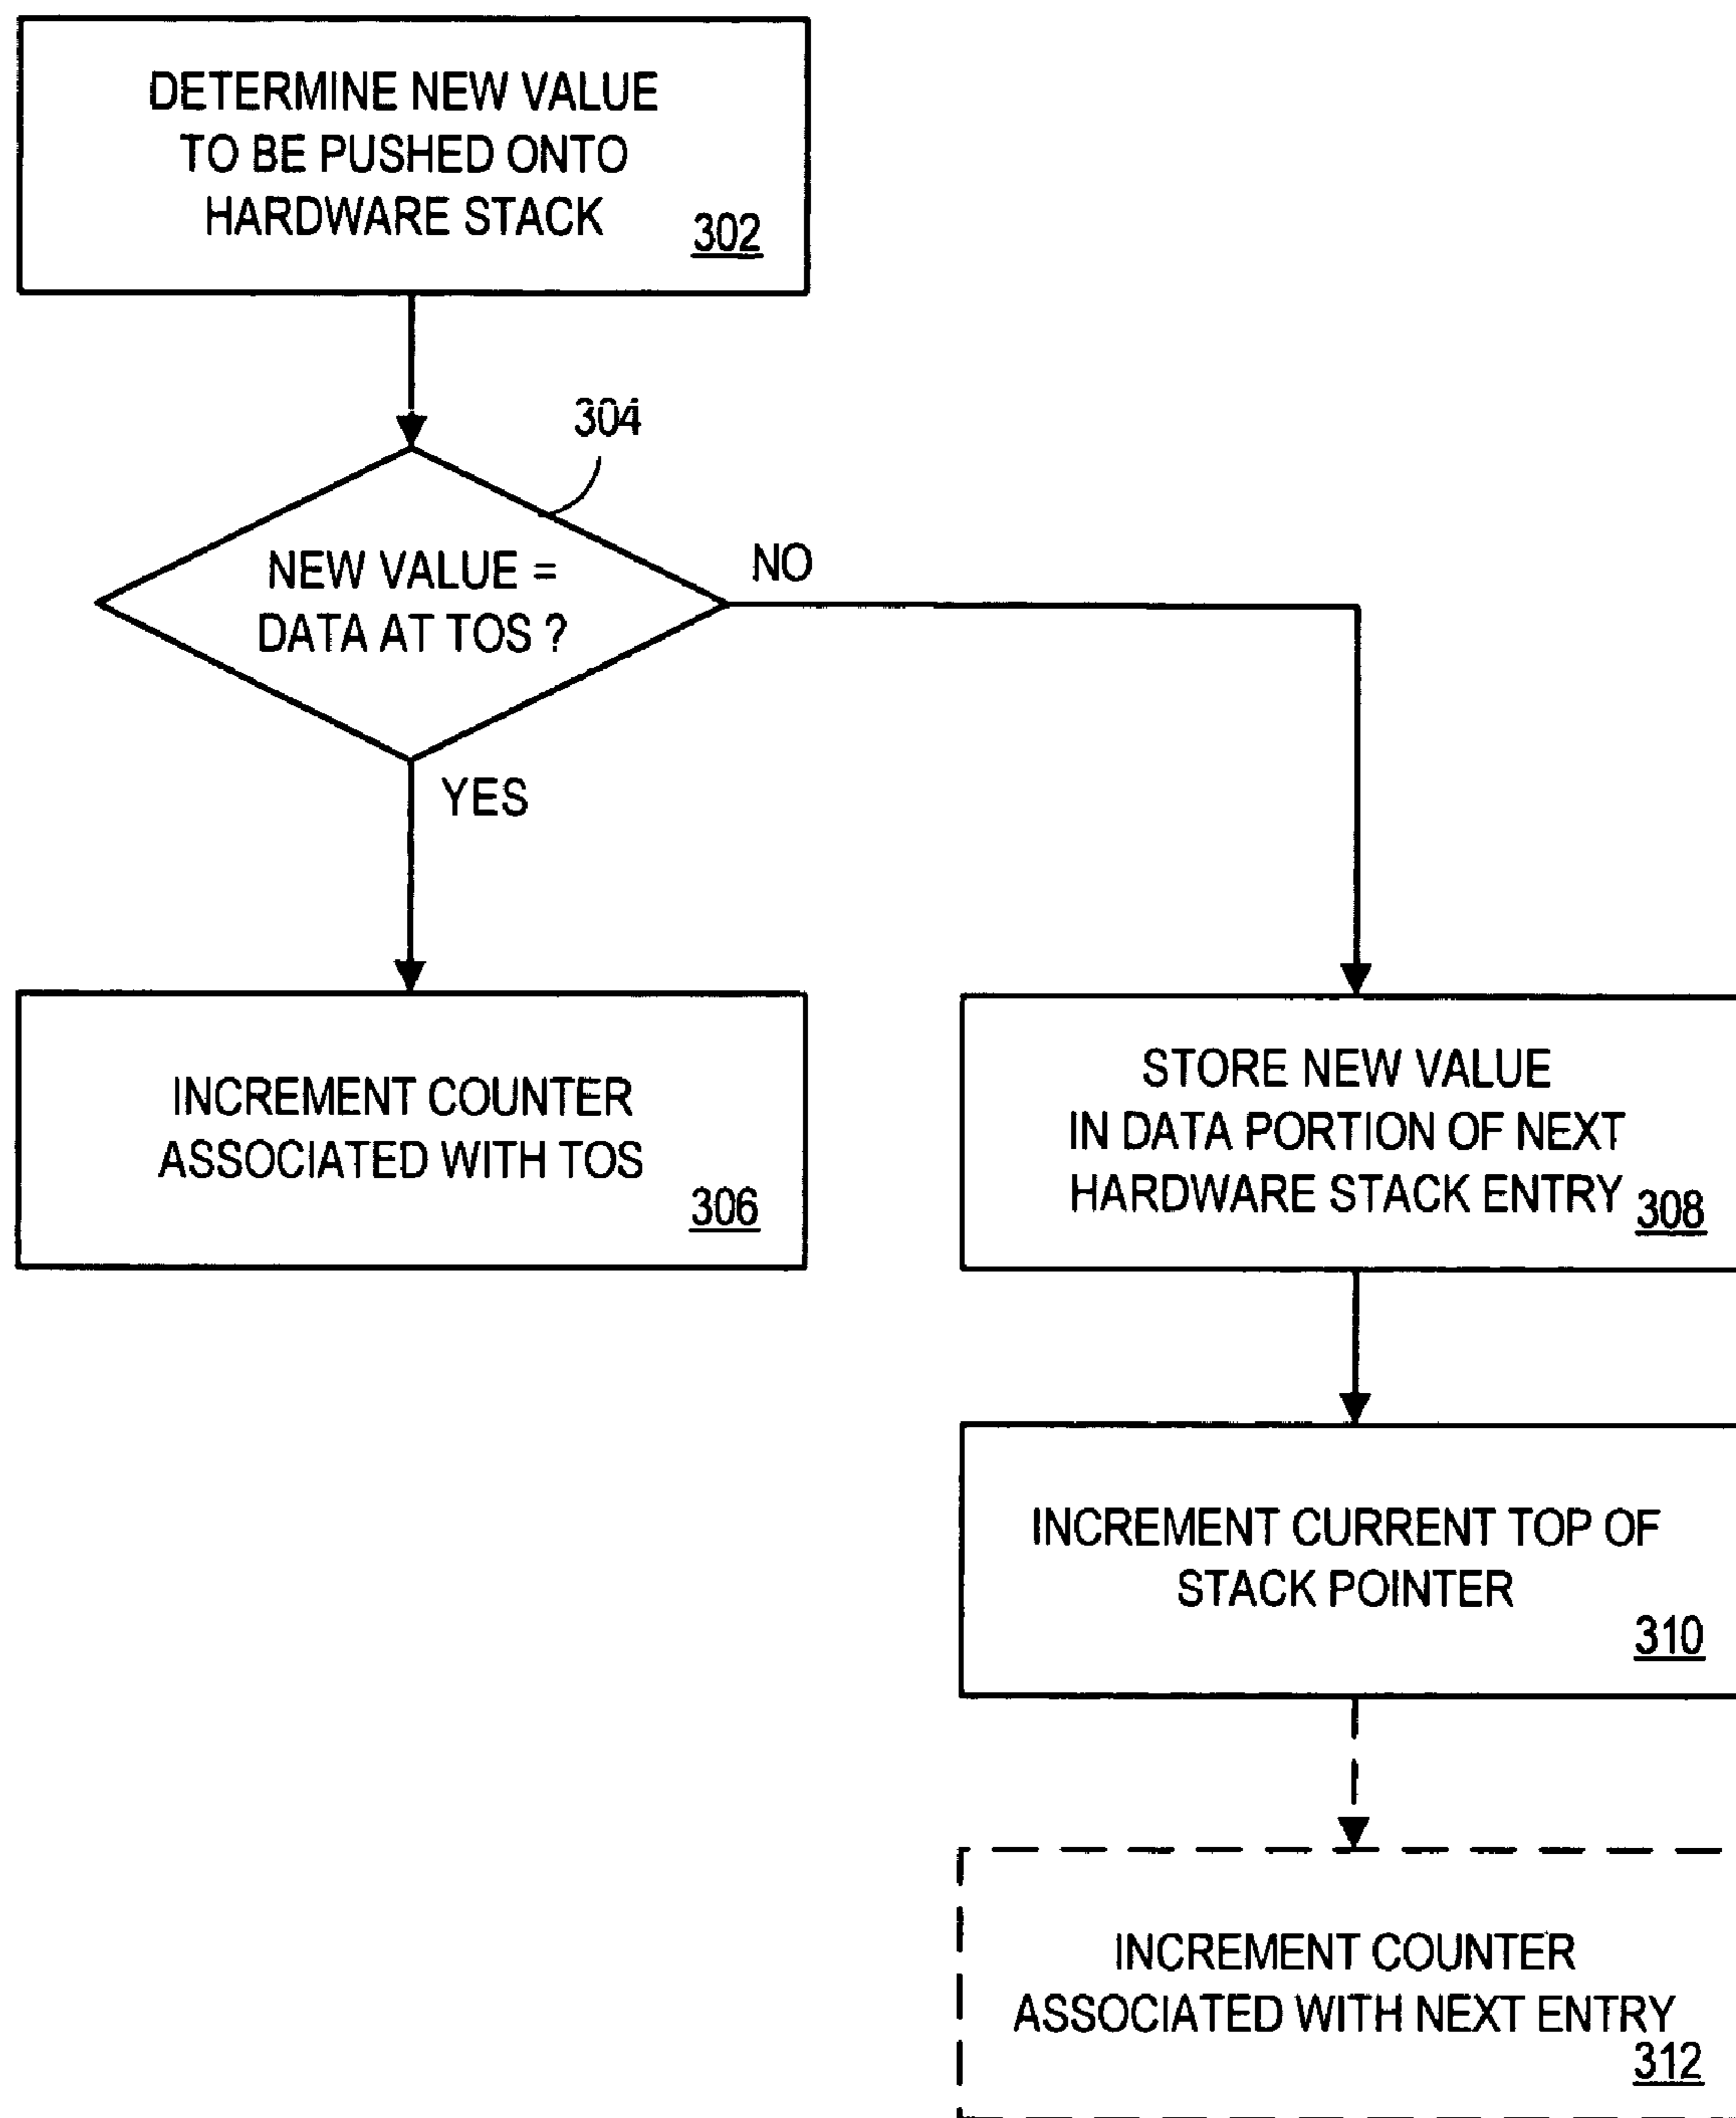 DETERMINE NEW VALUE
TO BE PUSHED ONTO
HARDWARE STACK
302
304
NEW VALUE =
DATA AT TOS ?
NO
YES
INCREMENT COUNTER
ASSOCIATED WITH TOS
306
STORE NEW VALUE
IN DATA PORTION OF NEXT
HARDWARE STACK ENTRY
308
INCREMENT CURRENT TOP OF
STACK POINTER
310
INCREMENT COUNTER
ASSOCIATED WITH NEXT ENTRY
312